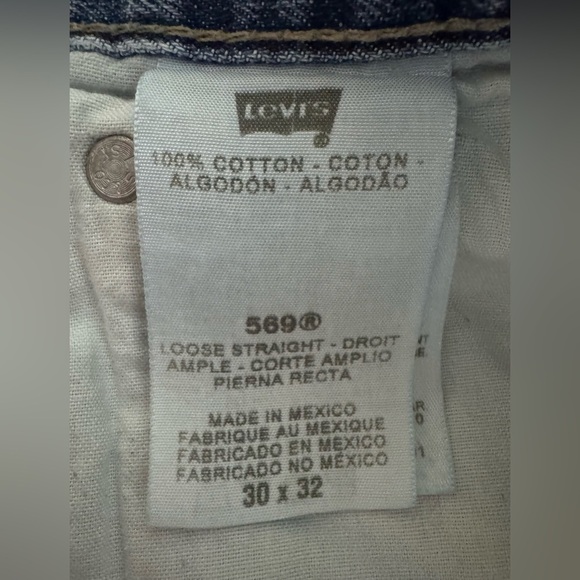 Levi's
®
100% COTTON - COTON -
ALGODÓN - ALGODÃO
569®
LOOSE STRAIGHT - DROIT
AMPLE - CORTE AMPLIO
PIERNA RECTA
MADE IN MEXICO
FABRIQUE AU MEXIQUE
FABRICADO EN MÉXICO
FABRICADO NO MÉXICO
30 x 32